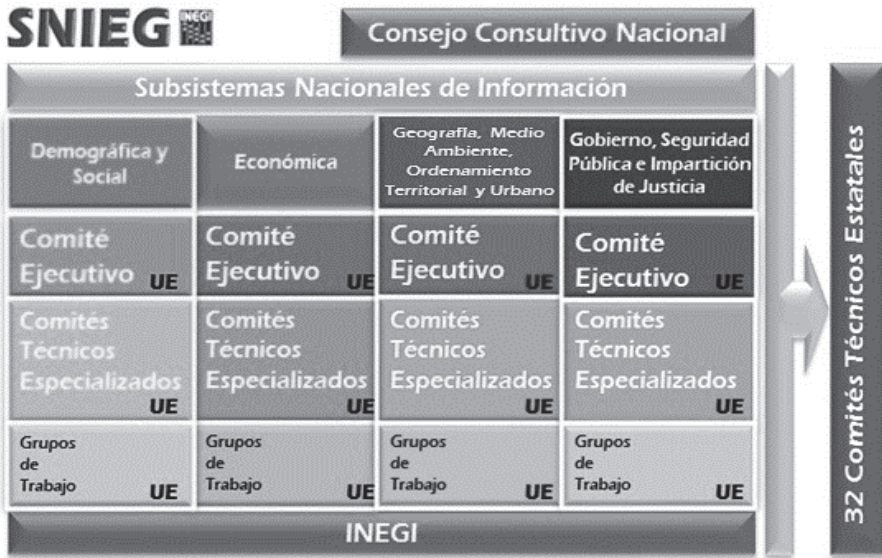 SNIEG INEGI
Consejo Consultivo Nacional
Subsistemas Nacionales de Información
Demográfica y
Social
Económica
Geografía, Medio
Ambiente,
Ordenamiento
Territorial y Urbano
Gobierno, Seguridad
Pública e Impartición
de Justicia
Comité
Ejecutivo UE
Comité
Ejecutivo UE
Comité
Ejecutivo UE
Comité
Ejecutivo UE
Comités
Técnicos
Especializados
UE
Comités
Técnicos
Especializados
UE
Comités
Técnicos
Especializados
UE
Comités
Técnicos
Especializados
UE
Grupos
de
Trabajo UE
Grupos
de
Trabajo UE
Grupos
de
Trabajo UE
Grupos
de
Trabajo UE
INEGI
32 Comités Técnicos Estatales